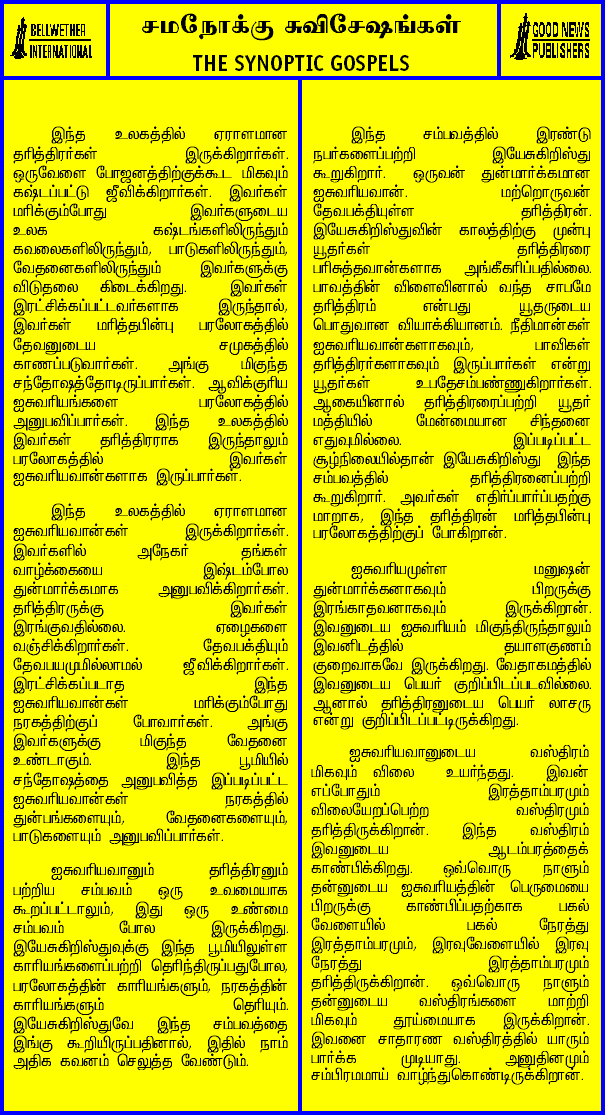 BELLWETHER
INTERNATIONAL
சமநோக்கு சுவிசேஷங்கள்
THE SYNOPTIC GOSPELS
GOOD NEWS
PUBLISHERS
இந்த உலகத்தில் ஏராளமான
தரித்திரர்கள் இருக்கிறார்கள்.
ஒருவேளை போஜனத்திற்குக்கூட மிகவும்
கஷ்டப்பட்டு ஜீவிக்கிறார்கள். இவர்கள்
மரிக்கும்போது இவர்களுடைய
உலக கஷ்டங்களிலிருந்தும்
கவலைகளிலிருந்தும், பாடுகளிலிருந்தும்,
வேதனைகளிலிருந்தும் இவர்களுக்கு
விடுதலை கிடைக்கிறது. இவர்கள்
இரட்சிக்கப்பட்டவர்களாக இருந்தால்,
இவர்கள் மரித்தபின்பு பரலோகத்தில்
தேவனுடைய சமுகத்தில்
காணப்படுவார்கள். அங்கு மிகுந்த
சந்தோஷத்தோடிருப்பார்கள். ஆவிக்குரிய
ஐசுவரியங்களை பரலோகத்தில்
அனுபவிப்பார்கள். இந்த உலகத்தில்
இவர்கள் தரித்திரராக இருந்தாலும்
பரலோகத்தில் இவர்கள்
ஐசுவரியவான்களாக இருப்பார்கள்.
இந்த உலகத்தில் ஏராளமான
ஐசுவரியவான்கள் இருக்கிறார்கள்.
இவர்களில் அநேகர் தங்கள்
வாழ்க்கையை இஷ்டம்போல
துன்மார்க்கமாக அனுபவிக்கிறார்கள்.
தரித்திரருக்கு இவர்கள்
இரங்குவதில்லை. ஏழைகளை
வஞ்சிக்கிறார்கள். தேவபக்தியும்
தேவபயமுமில்லாமல் ஜீவிக்கிறார்கள்.
இரட்சிக்கப்படாத இந்த
ஐசுவரியவான்கள் மரிக்கும்போது
நரகத்திற்குப் போவார்கள். அங்கு
இவர்களுக்கு மிகுந்த வேதனை
உண்டாகும். இந்த பூமியில்
சந்தோஷத்தை அனுபவித்த இப்படிப்பட்ட
ஐசுவரியவான்கள் நரகத்தில்
துன்பங்களையும், வேதனைகளையும்,
பாடுகளையும் அனுபவிப்பார்கள்.
ஐசுவரியவானும் தரித்திரனும்
பற்றிய சம்பவம் ஒரு உவமையாக
கூறப்பட்டாலும், இது ஒரு உண்மை
சம்பவம் போல இருக்கிறது.
இயேசுகிறிஸ்துவுக்கு இந்த பூமியிலுள்ள
காரியங்களைப்பற்றி தெரிந்திருப்பதுபோல,
பரலோகத்தின் காரியங்களும், நரகத்தின்
காரியங்களும் தெரியும்.
இயேசுகிறிஸ்துவே இந்த சம்பவத்தை
இங்கு கூறியிருப்பதினால், இதில் நாம்
அதிக கவனம் செலுத்த வேண்டும்.
இந்த சம்பவத்தில் இரண்டு
நபர்களைப்பற்றி இயேசுகிறிஸ்து
கூறுகிறார். ஒருவன் துன்மார்க்கமான
ஐசுவரியவான். மற்றொருவன்
தேவபக்தியுள்ள தரித்திரன்.
இயேசுகிறிஸ்துவின் காலத்திற்கு முன்பு
யூதர்கள் தரித்திரரை
பரிசுத்தவான்களாக அங்கீகரிப்பதில்லை.
பாவத்தின் விளைவினால் வந்த சாபமே
தரித்திரம் என்பது யூதருடைய
பொதுவான வியாக்கியானம். நீதிமான்கள்
ஐசுவரியவான்களாகவும், பாவிகள்
தரித்திரர்களாகவும் இருப்பார்கள் என்று
யூதர்கள் உபதேசம்பண்ணுகிறார்கள்.
ஆகையினால் தரித்திரரைப்பற்றி யூதர்
மத்தியில் மேன்மையான சிந்தனை
எதுவுமில்லை. இப்படிப்பட்ட
சூழ்நிலையில்தான் இயேசுகிறிஸ்து இந்த
சம்பவத்தில் தரித்திரனைப்பற்றி
கூறுகிறார். அவர்கள் எதிர்ப்பார்ப்பதற்கு
மாறாக, இந்த தரித்திரன் மரித்தபின்பு
பரலோகத்திற்குப் போகிறான்.
ஐசுவரியமுள்ள மனுஷன்
துன்மார்க்கனாகவும் பிறருக்கு
இரங்காதவனாகவும் இருக்கிறான்.
இவனுடைய ஐசுவரியம் மிகுந்திருந்தாலும்
இவனிடத்தில் தயாளகுணம்
குறைவாகவே இருக்கிறது. வேதாகமத்தில்
இவனுடைய பெயர் குறிப்பிடப்படவில்லை.
ஆனால் தரித்திரனுடைய பெயர் லாசரு
என்று குறிப்பிடப்பட்டிருக்கிறது.
ஐசுவரியவானுடைய வஸ்திரம்
மிகவும் விலை உயர்ந்தது. இவன்
எப்போதும் இரத்தாம்பரமும்
விலையேறப்பெற்ற வஸ்திரமும்
தரித்திருக்கிறான். இந்த வஸ்திரம்
இவனுடைய ஆடம்பரத்தைக்
காண்பிக்கிறது. ஒவ்வொரு நாளும்
தன்னுடைய ஐசுவரியத்தின் பெருமையை
பிறருக்கு காண்பிப்பதற்காக பகல்
வேளையில் பகல் நேரத்து
இரத்தாம்பரமும், இரவுவேளையில் இரவு
நேரத்து இரத்தாம்பரமும்
தரித்திருக்கிறான். ஒவ்வொரு நாளும்
தன்னுடைய வஸ்திரங்களை மாற்றி
மிகவும் தூய்மையாக இருக்கிறான்.
இவனை சாதாரண வஸ்திரத்தில் யாரும்
பார்க்க முடியாது. அனுதினமும்
சம்பிரமமாய் வாழ்ந்துகொண்டிருக்கிறான்.